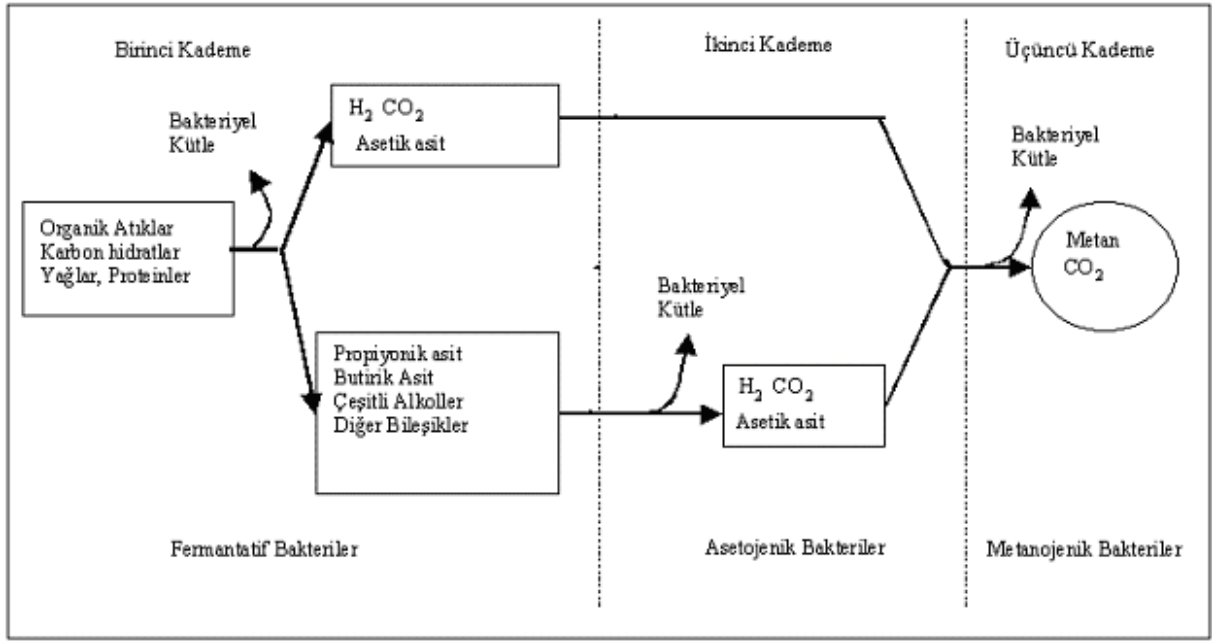 Birinci Kademe
İkinci Kademe
Üçüncü Kademe
Bakteriyel
Kütle
H₂ CO₂
Asetik asit
Bakteriyel
Kütle
Organik Atıklar
Karbon hidratlar
Yağlar, Proteinler
Metan
CO₂
Bakteriyel
Kütle
Propiyonik asit
Butirik Asit
Çeşitli Alkoller
Diğer Bileşikler
H₂ CO₂
Asetik asit
Fermantatif Bakteriler
Asetojenik Bakteriler
Metanojenik Bakteriler